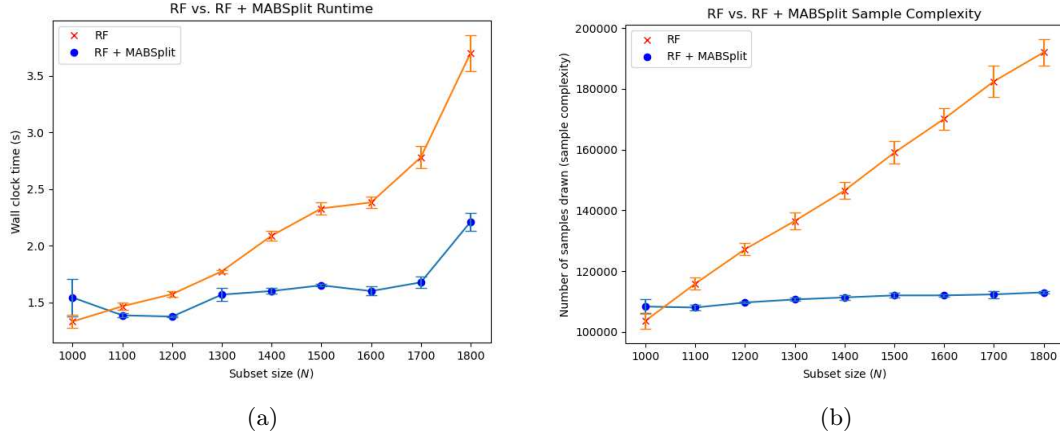 RF vs. RF + MABSplit Runtime
RF
RF + MABSplit
Wall clock time (s)
3.5
3.0
2.5
2.0
1.5
1000 1100 1200 1300 1400 1500 1600 1700 1800
Subset size (N)
(a)
RF vs. RF + MABSplit Sample Complexity
RF
RF + MABSplit
Number of samples drawn (sample complexity)
200000
180000
160000
140000
120000
100000
1000 1100 1200 1300 1400 1500 1600 1700 1800
Subset size (N)
(b)